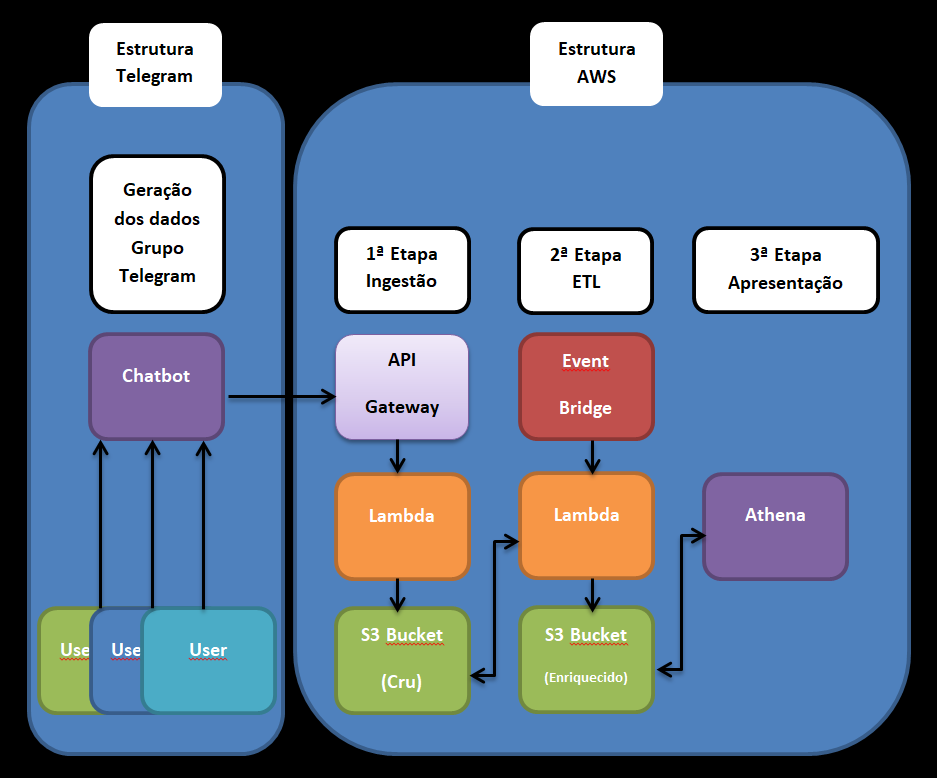 Estrutura
Telegram
Estrutura
AWS
Geração
dos dados
Grupo
Telegram
1ª Etapa
Ingestão
2ª Etapa
ETL
3ª Etapa
Apresentação
Chatbot
API
Gateway
Event
Bridge
Lambda
Lambda
Athena
Use
Use
User
S3 Bucket
(Cru)
S3 Bucket
(Enriquecido)